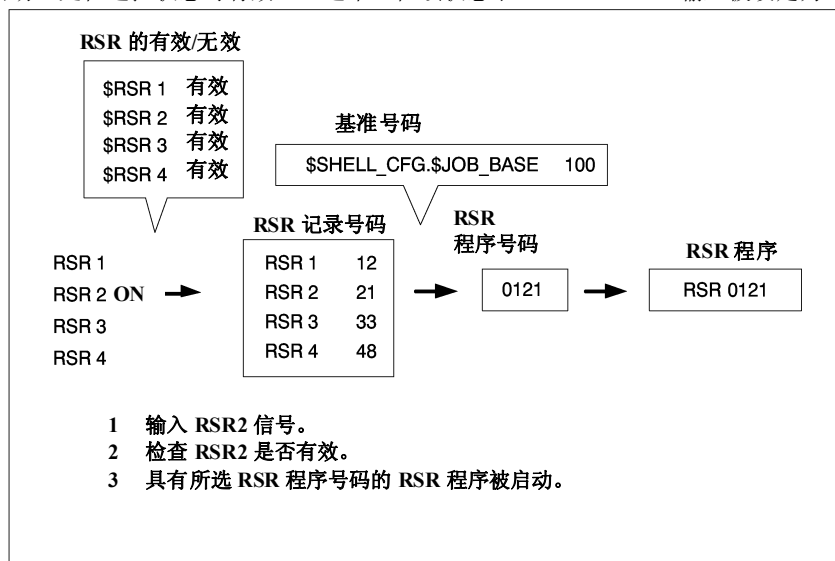 RSR 的有效/无效
$RSR 1 有效
$RSR 2 有效
$RSR 3 有效
$RSR 4 有效
基准号码
$SHELL_CFG.$JOB_BASE 100
RSR 记录号码
RSR
程序号码
RSR 程序
RSR 1
RSR 2 ON
RSR 3
RSR 4
RSR 1 12
RSR 2 21
RSR 3 33
RSR 4 48
0121
RSR 0121
1 输入 RSR2 信号。
2 检查 RSR2 是否有效。
3 具有所选 RSR 程序号码的 RSR 程序被启动。